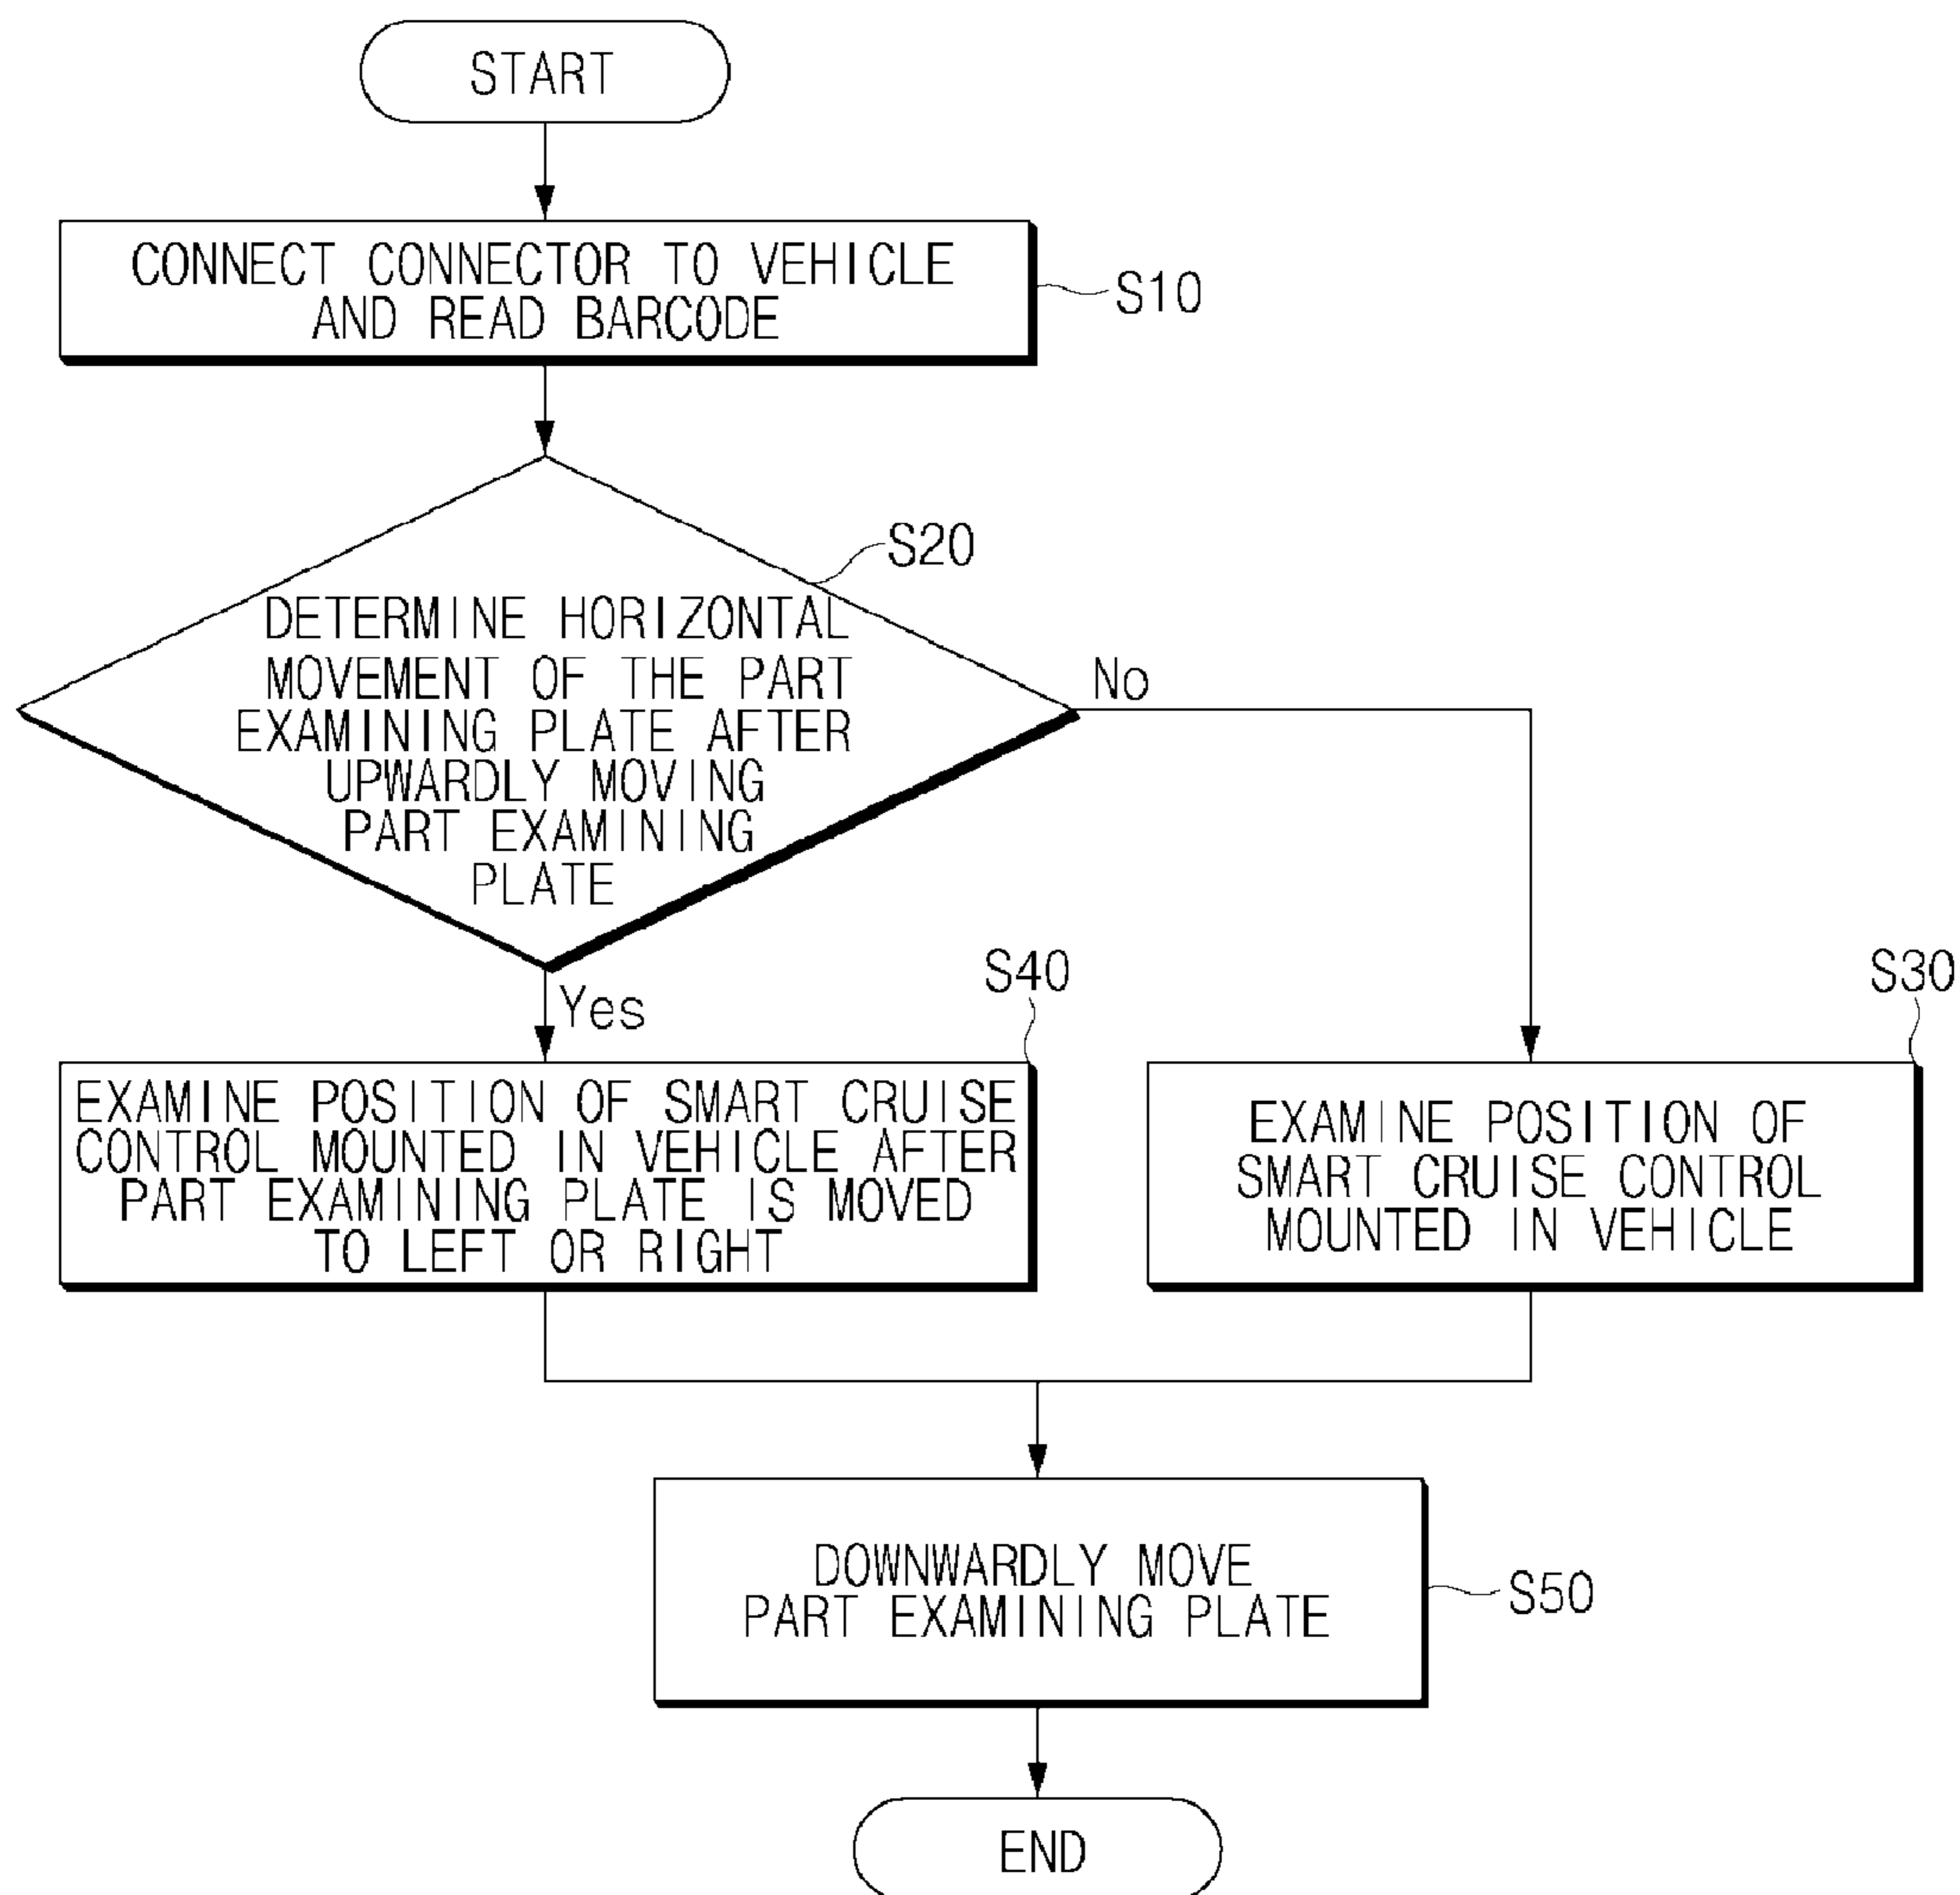 START
CONNECT CONNECTOR TO VEHICLE
AND READ BARCODE
S10
S20
DETERMINE HORIZONTAL
MOVEMENT OF THE PART
EXAMINING PLATE AFTER
UPWARDLY MOVING
PART EXAMINING
PLATE
No
Yes
S40
EXAMINE POSITION OF SMART CRUISE
CONTROL MOUNTED IN VEHICLE AFTER
PART EXAMINING PLATE IS MOVED
TO LEFT OR RIGHT
S30
EXAMINE POSITION OF
SMART CRUISE CONTROL
MOUNTED IN VEHICLE
DOWNWARDLY MOVE
PART EXAMINING PLATE
S50
END